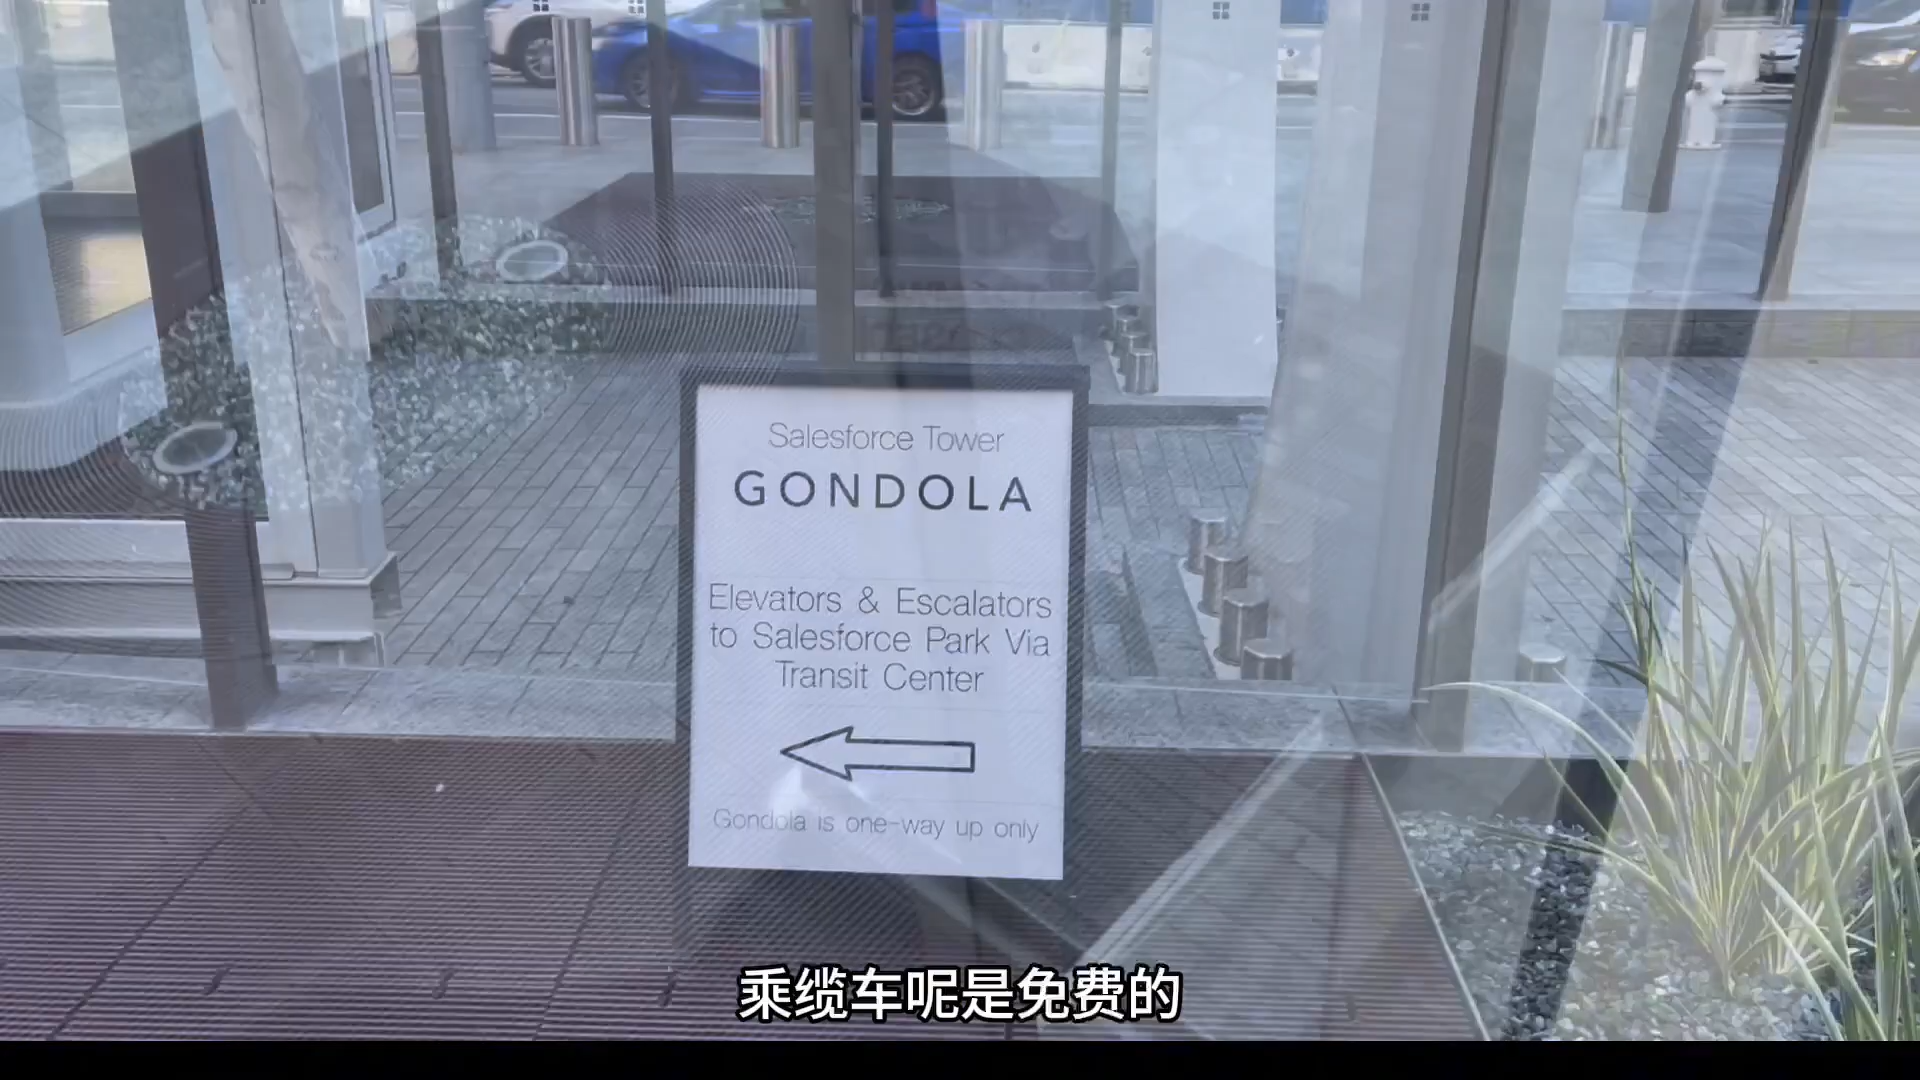 Salesforce Tower
GONDOLA
Elevators & Escalators
to Salesforce Park Via
Transit Center
Gondola is one-way up only
乘缆车呢是免费的